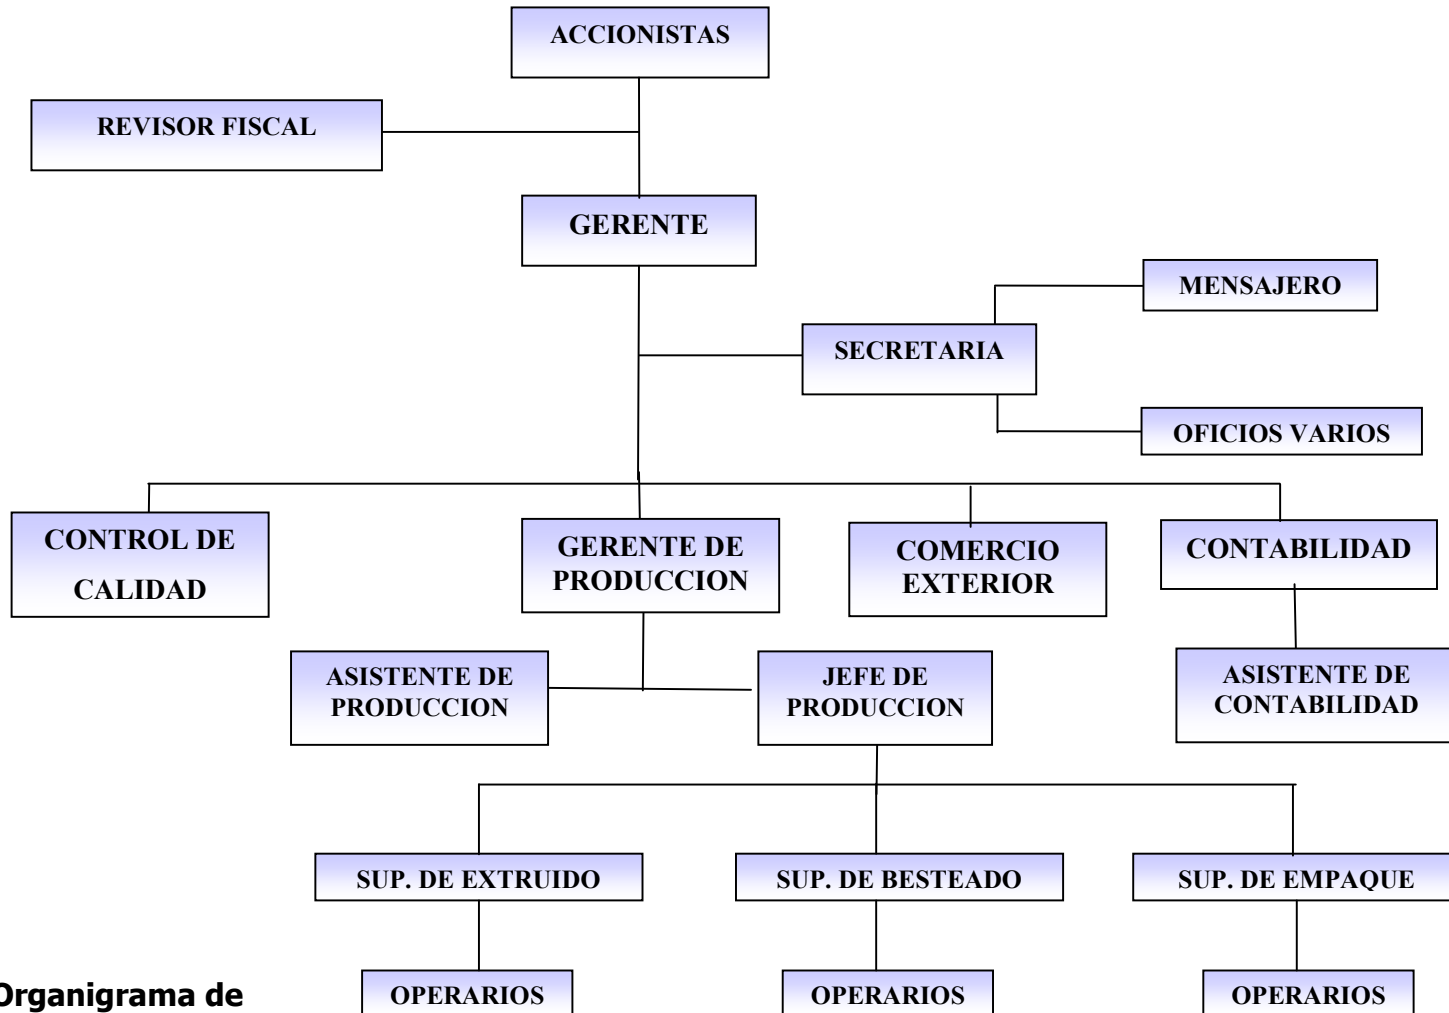 ACCIONISTAS
REVISOR FISCAL
GERENTE
MENSAJERO
SECRETARIA
OFICIOS VARIOS
CONTROL DE
CALIDAD
GERENTE DE
PRODUCCION
COMERCIO
EXTERIOR
CONTABILIDAD
ASISTENTE DE
PRODUCCION
JEFE DE
PRODUCCION
ASISTENTE DE
CONTABILIDAD
SUP. DE EXTRUIDO
SUP. DE BESTEADO
SUP. DE EMPAQUE
Organigrama de
OPERARIOS
OPERARIOS
OPERARIOS